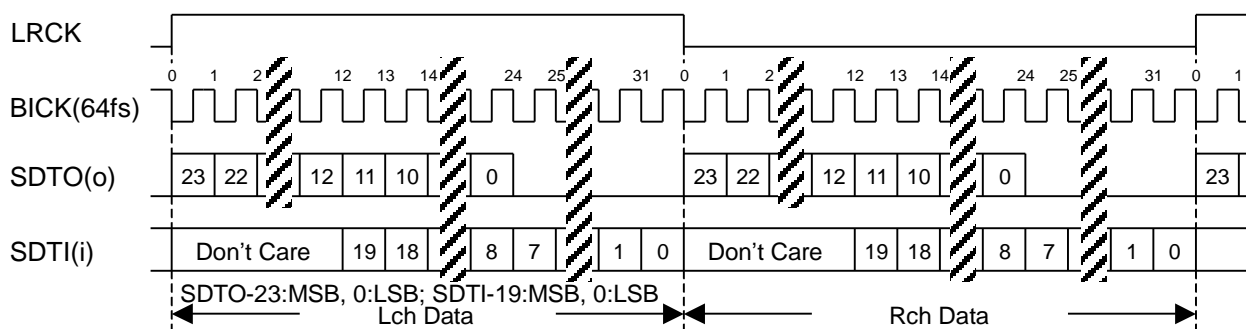 LRCK
0 1 2 12 13 14 24 25 31 0 1 2 12 13 14 24 25 31 0 1
BICK(64fs)
SDTO(o) 23 22 12 11 10 0 23 22 12 11 10 0 23
SDTI(i) Don't Care 19 18 8 7 1 0 Don't Care 19 18 8 7 1 0
SDTO-23:MSB, 0:LSB; SDTI-19:MSB, 0:LSB
Lch Data Rch Data